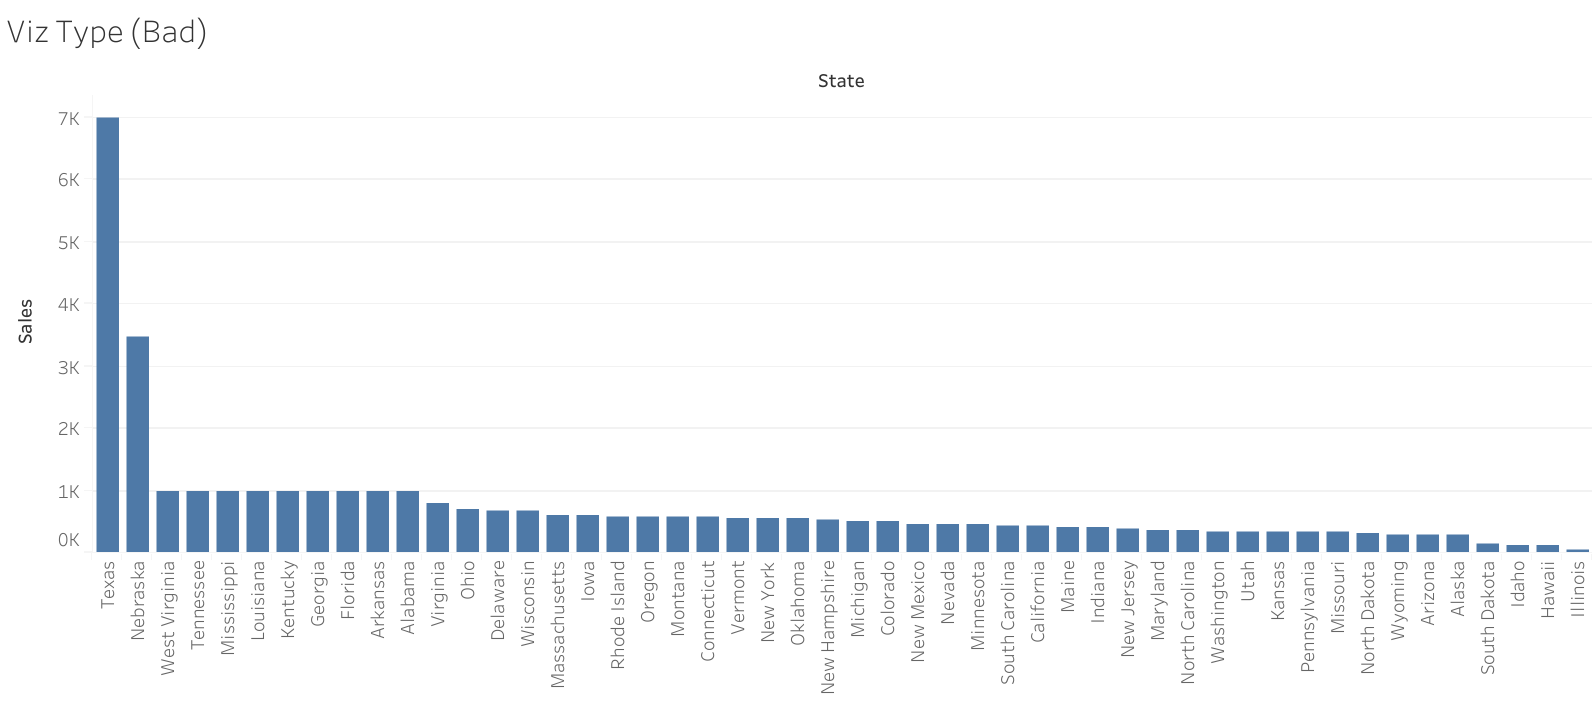 Viz Type (Bad)
State
Sales
7K
6K
5K
4K
3K
2K
1K
0K
Texas
Nebraska
West Virginia
Tennessee
Mississippi
Louisiana
Kentucky
Georgia
Florida
Arkansas
Alabama
Virginia
Ohio
Delaware
Wisconsin
Massachusetts
Iowa
Rhode Island
Oregon
Montana
Connecticut
Vermont
New York
Oklahoma
New Hampshire
Michigan
Colorado
New Mexico
Nevada
Minnesota
South Carolina
California
Maine
Indiana
New Jersey
Maryland
North Carolina
Washington
Utah
Kansas
Pennsylvania
Missouri
North Dakota
Wyoming
Arizona
Alaska
South Dakota
Idaho
Hawaii
Illinois